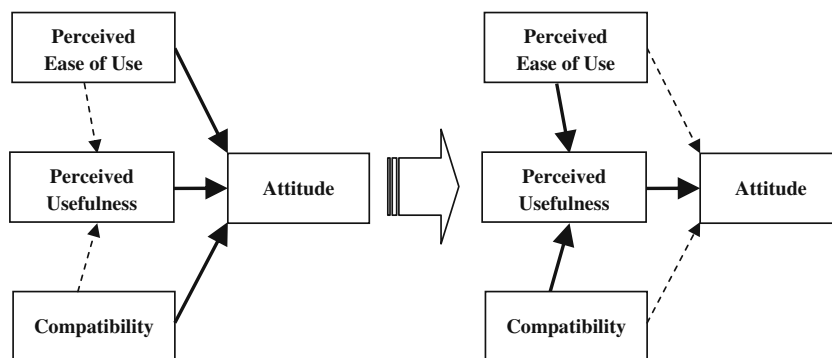 Perceived
Ease of Use
Perceived
Usefulness
Attitude
Compatibility
Perceived
Ease of Use
Perceived
Usefulness
Attitude
Compatibility